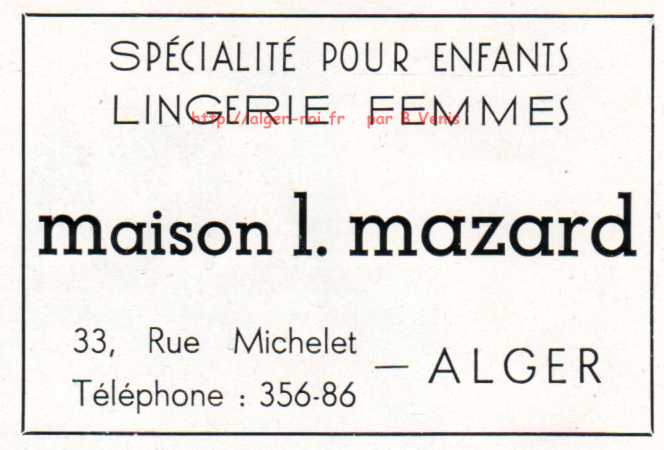 SPÉCIALITÉ POUR ENFANTS
LINGERIE FEMMES
http://alger-roi.fr par B.Venis
maison l. mazard
33, Rue Michelet
Téléphone : 356-86
— ALGER